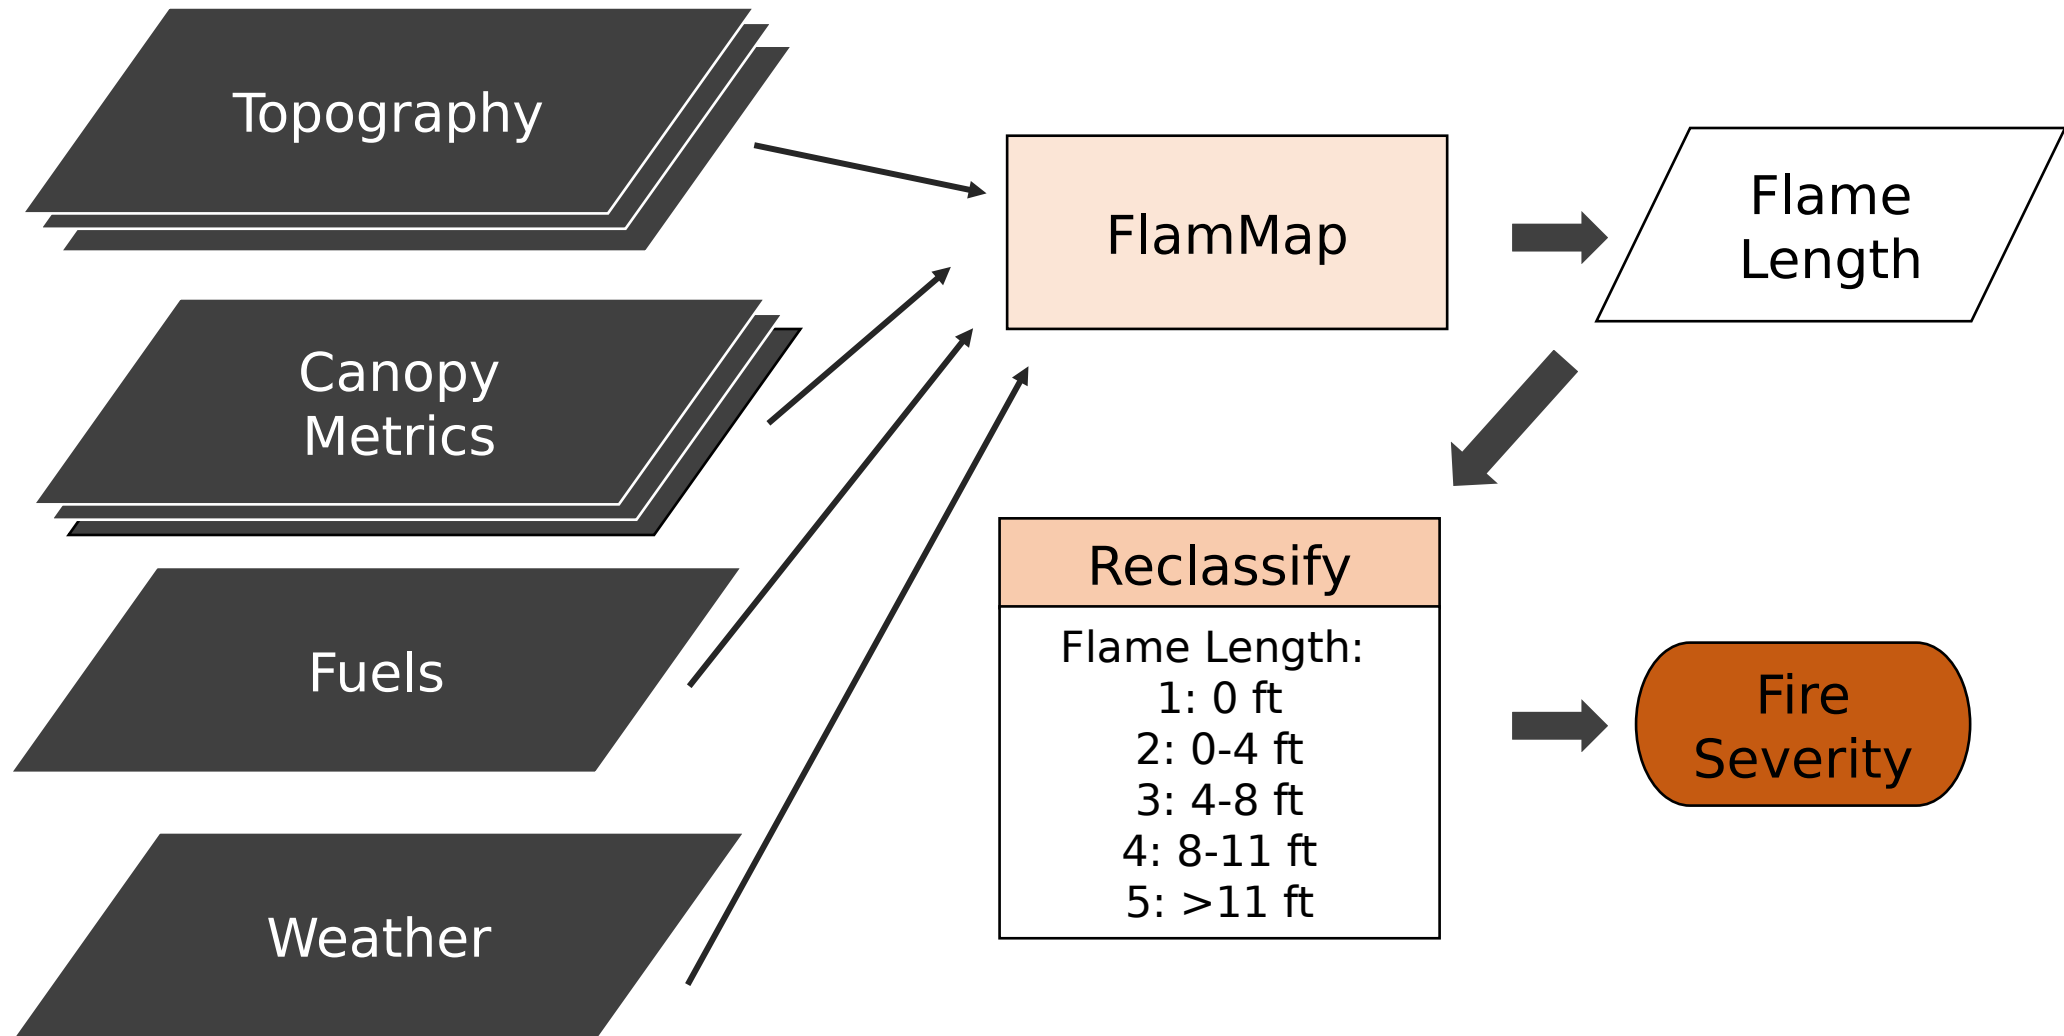 Topography
Canopy
Metrics
Fuels
Weather
FlamMap
Flame
Length
Reclassify
Flame Length:
1: 0 ft
2: 0-4 ft
3: 4-8 ft
4: 8-11 ft
5: >11 ft
Fire
Severity